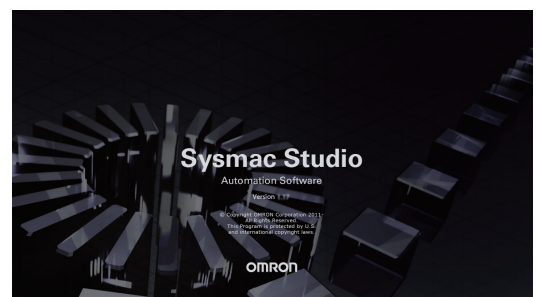 Sysmac Studio
Automation Software
Version
© Copyright OMRON Corporation 2011-
All Rights Reserved.
This Program is protected by U.S.
and international copyright laws.
OMRON